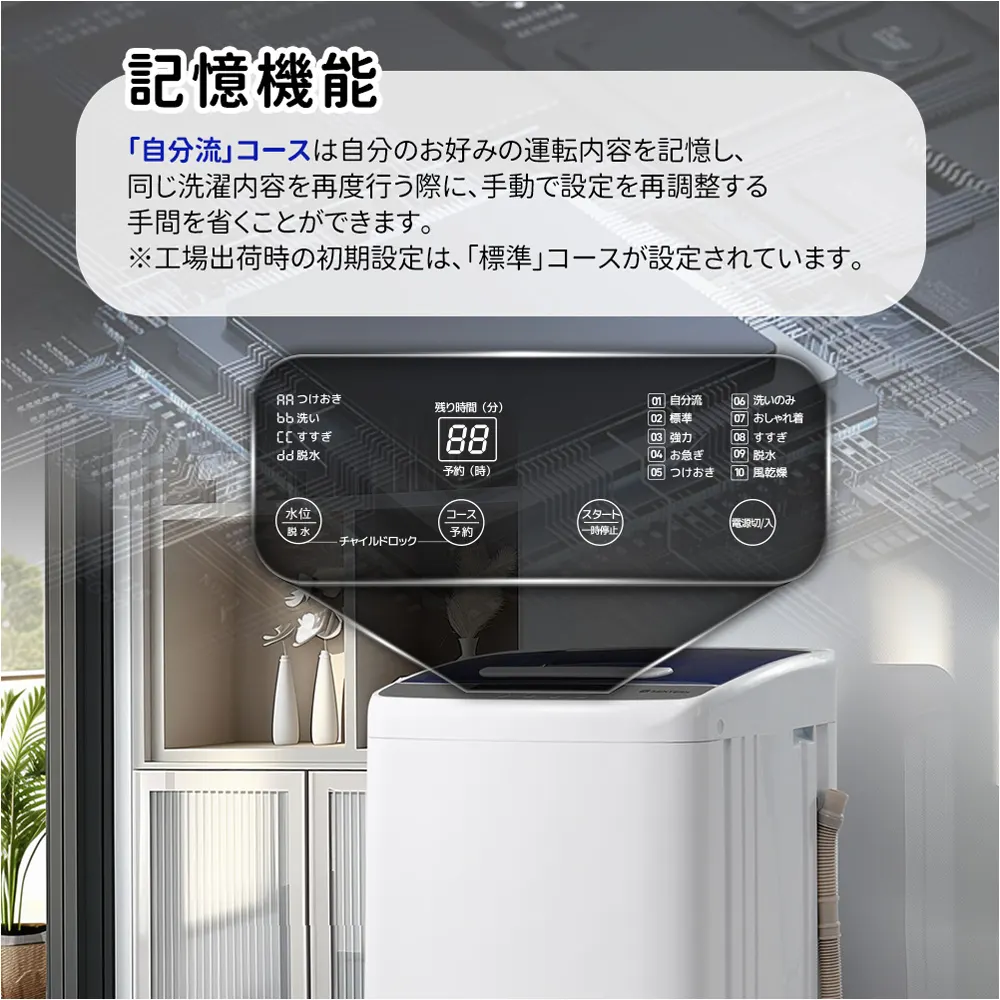 記憶機能
「自分流」コースは自分のお好みの運転内容を記憶し、
同じ洗濯内容を再度行う際に、手動で設定を再調整する
手間を省くことができます。
※工場出荷時の初期設定は、「標準」コースが設定されています。
AA つけおき
bb 洗い
CC すすぎ
dd 脱水
残り時間（分）
88
予約（時）
01 自分流
02 標準
03 強力
04 お急ぎ
05 つけおき
06 洗いのみ
07 おしゃれ着
08 すすぎ
09 脱水
10 風乾燥
水位
脱水
チャイルドロック
コース
予約
スタート
一時停止
電源切/入